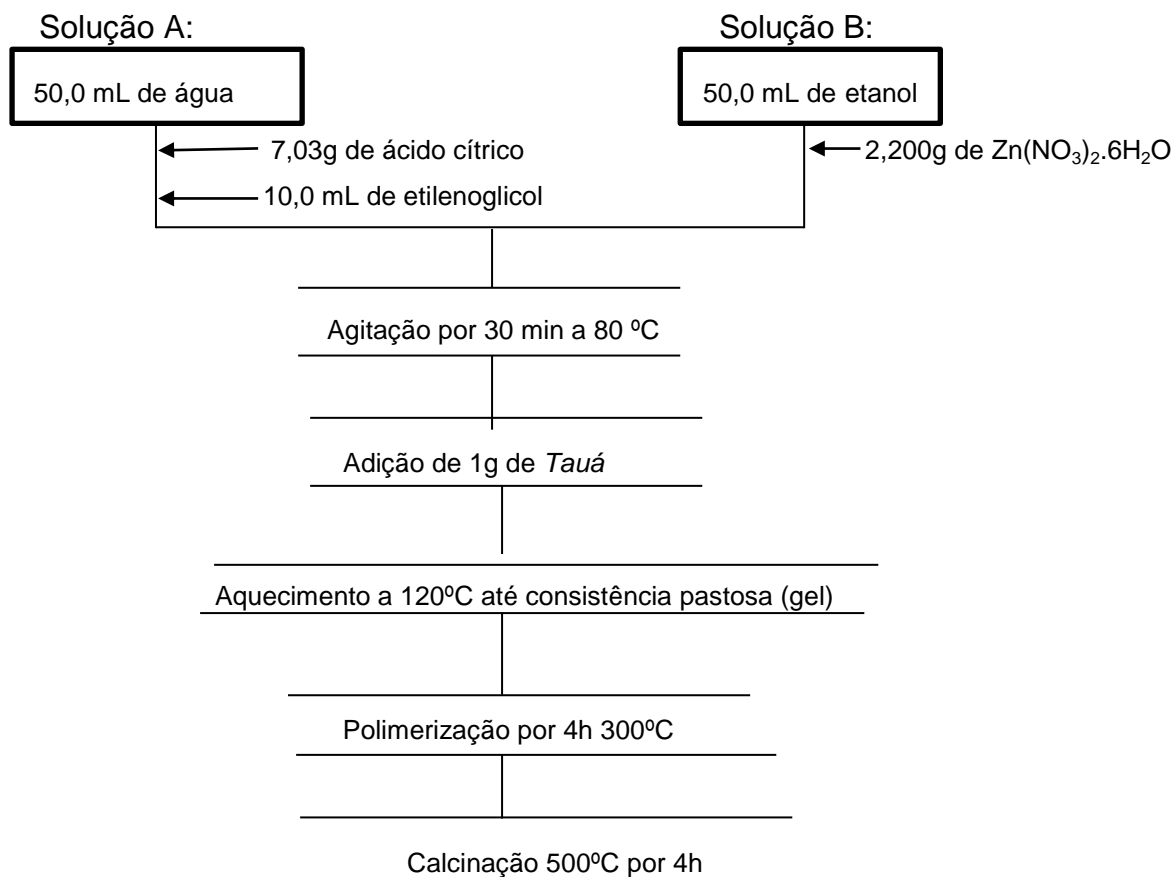 Solução A:
Solução B:
50,0 mL de água
50,0 mL de etanol
7,03g de ácido cítrico
2,200g de Zn(NO₃)₂.6H₂O
10,0 mL de etilenoglicol
Agitação por 30 min a 80 ºC
Adição de 1g de Tauá
Aquecimento a 120ºC até consistência pastosa (gel)
Polimerização por 4h 300ºC
Calcinação 500ºC por 4h